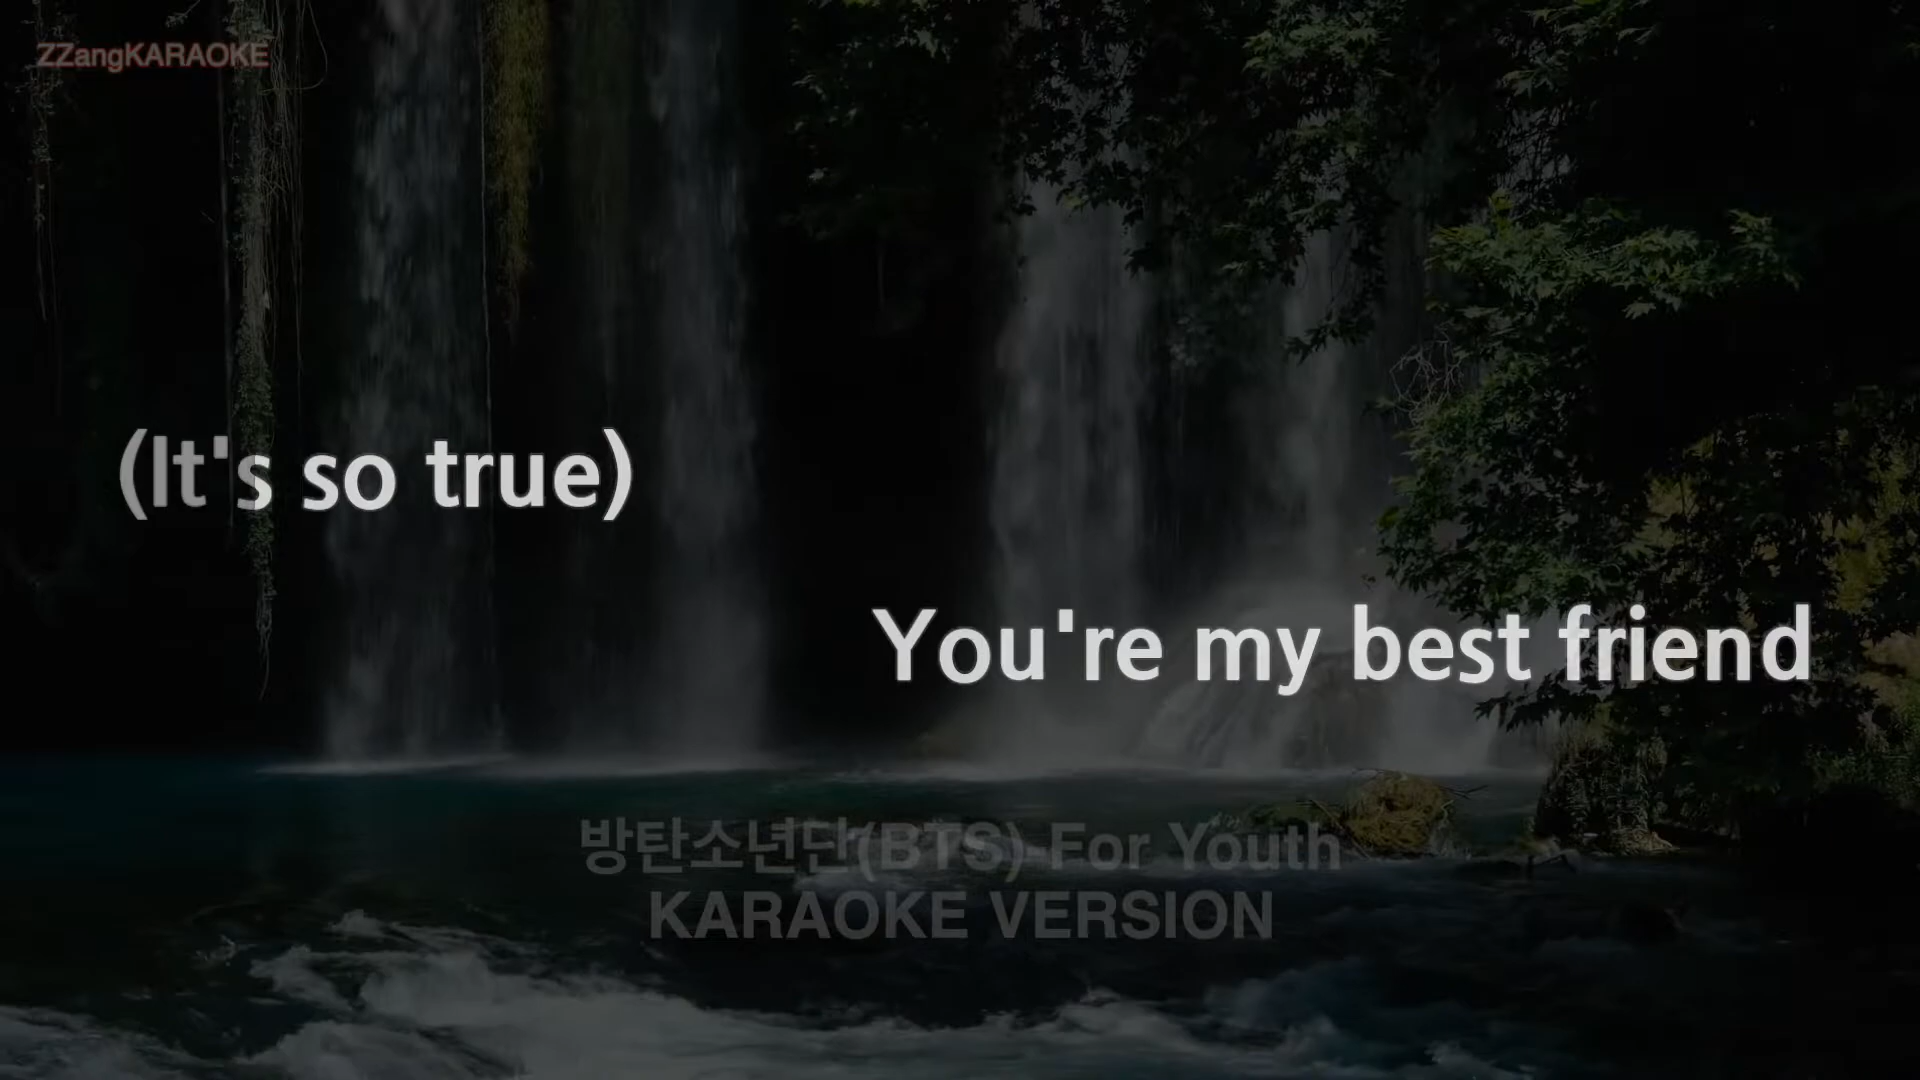 ZZangKARAOKE
(It's so true)
You're my best friend
방탄소년단(BTS) For Youth
KARAOKE VERSION